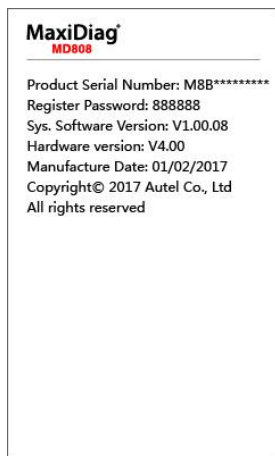 MaxiDiag
MD808
Product Serial Number: M8B*********
Register Password: 888888
Sys. Software Version: V1.00.08
Hardware version: V4.00
Manufacture Date: 01/02/2017
Copyright© 2017 Autel Co., Ltd
All rights reserved